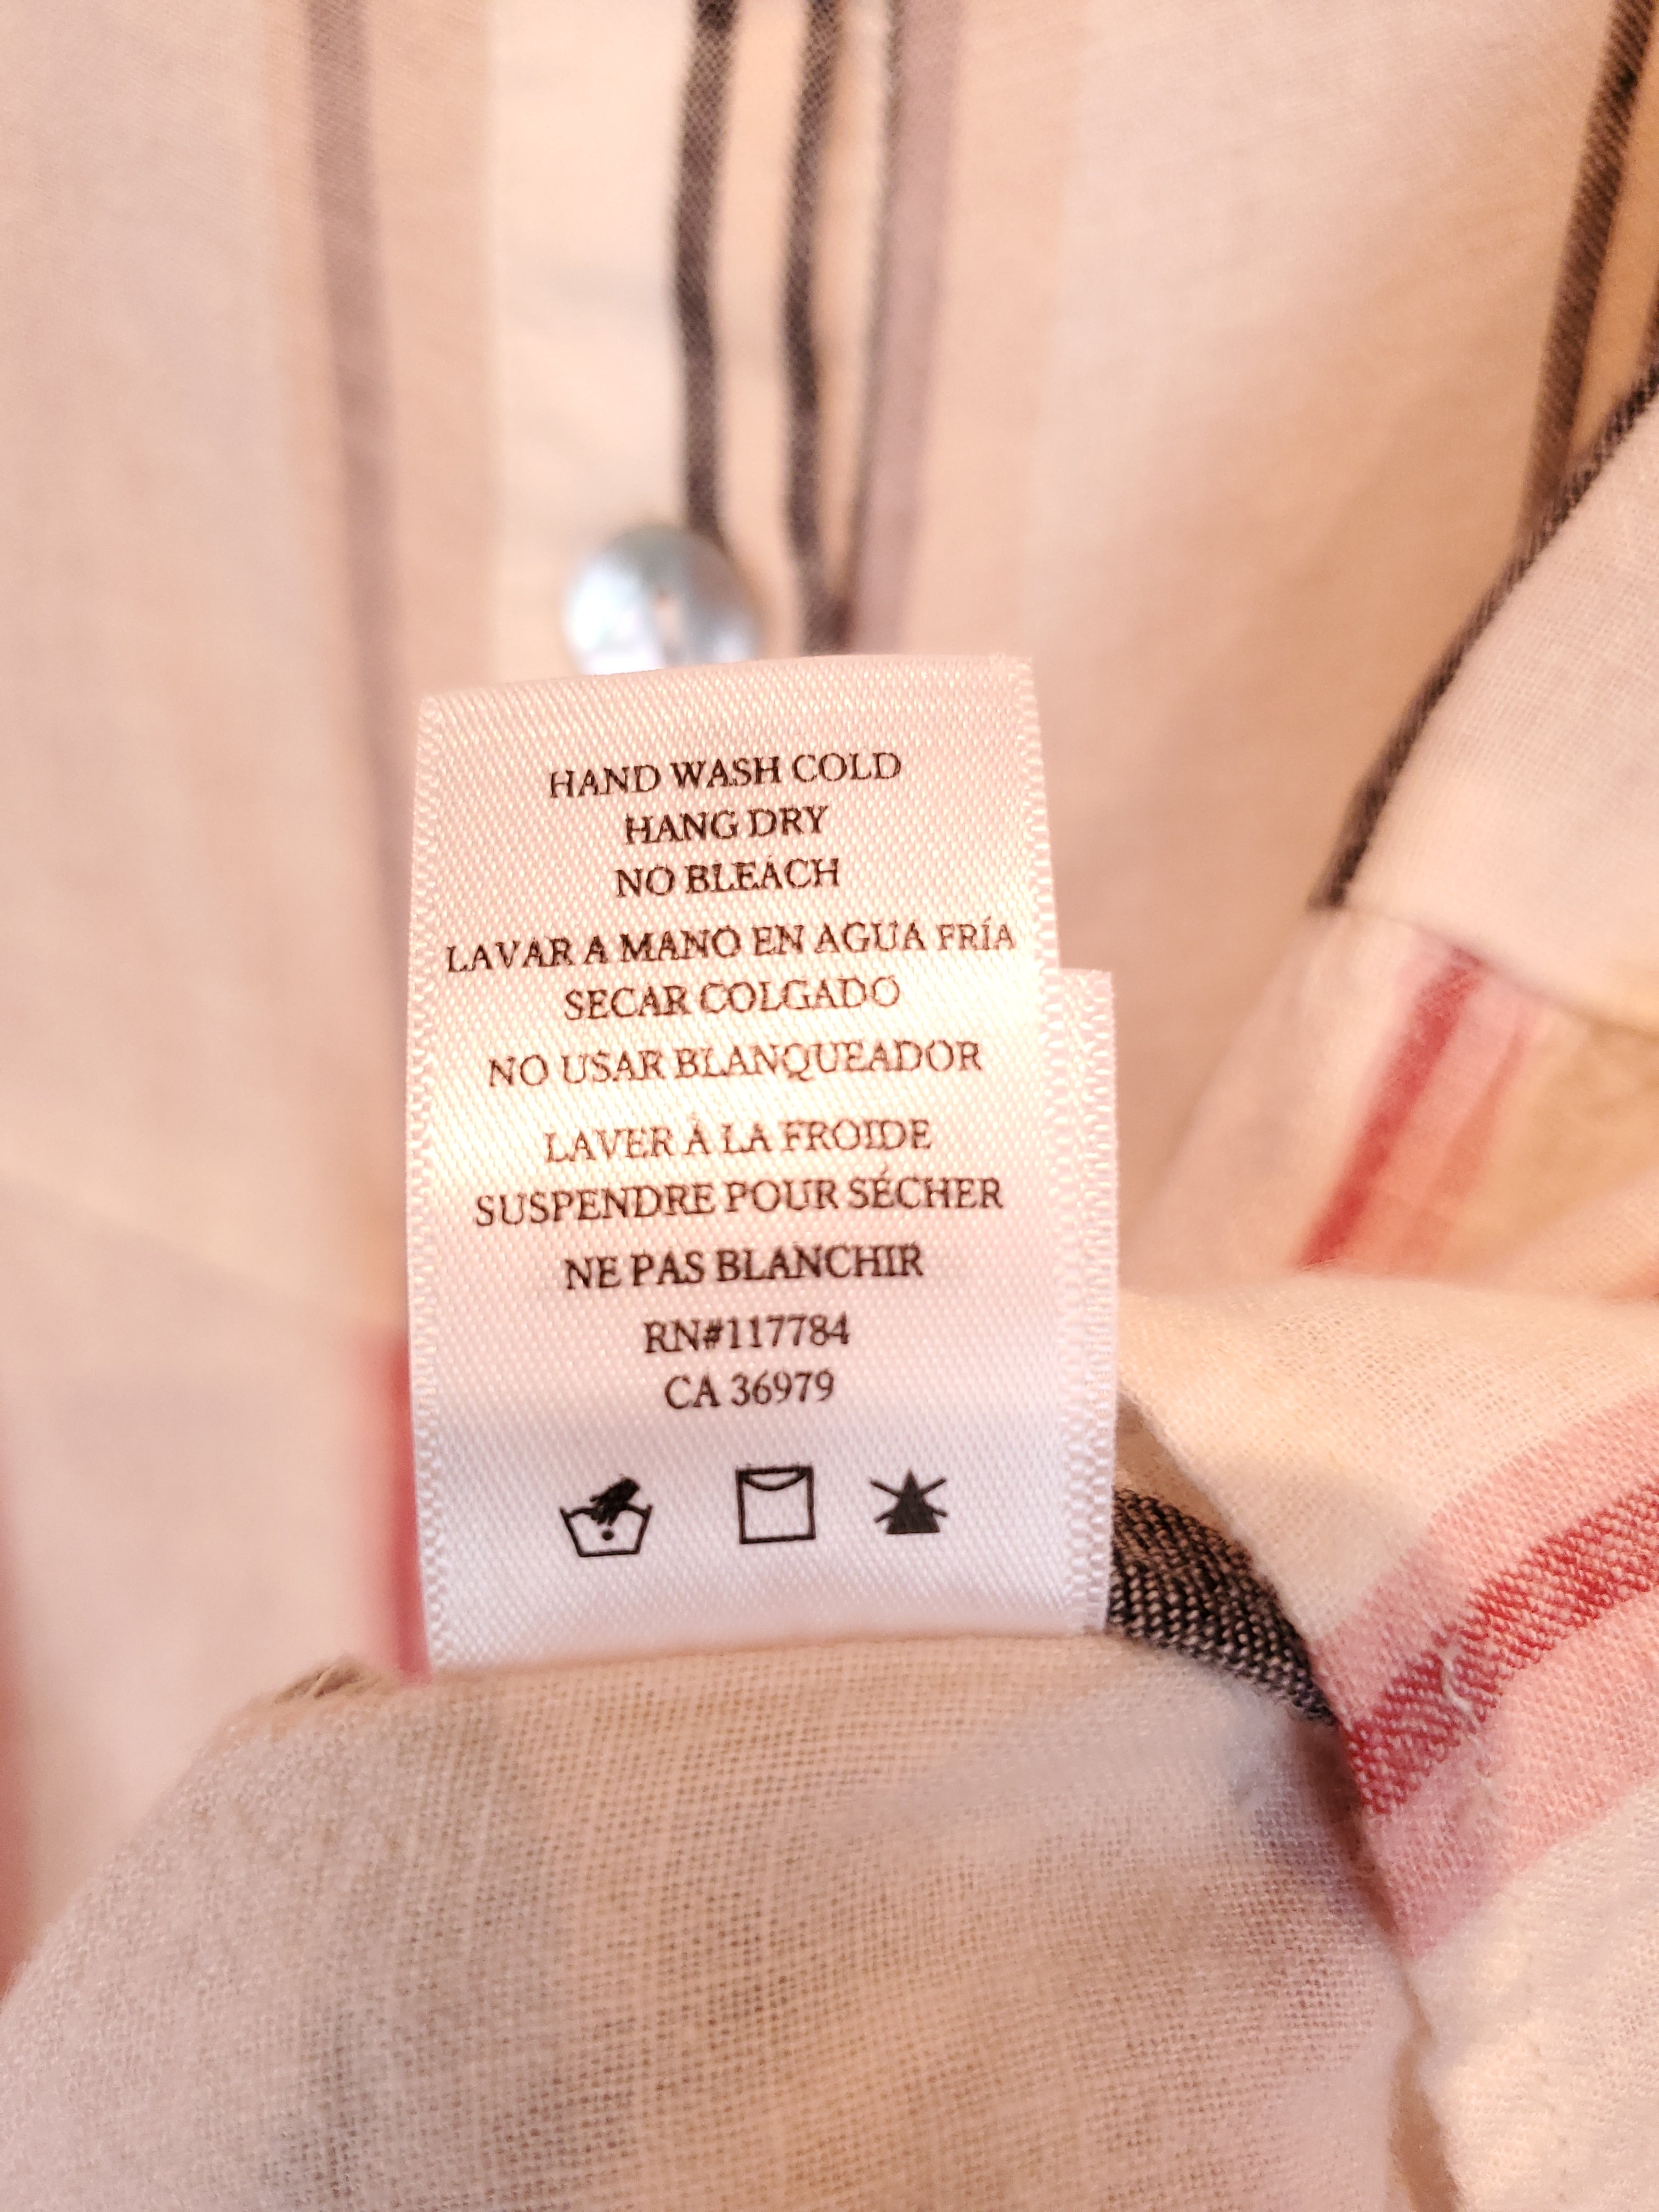 HAND WASH COLD
HANG DRY
NO BLEACH
LAVAR A MANO EN AGUA FRÍA
SECAR COLGADO
NO USAR BLANQUEADOR
LAVER À LA FROIDE
SUSPENDRE POUR SÉCHER
NE PAS BLANCHIR
RN#117784
CA 36979